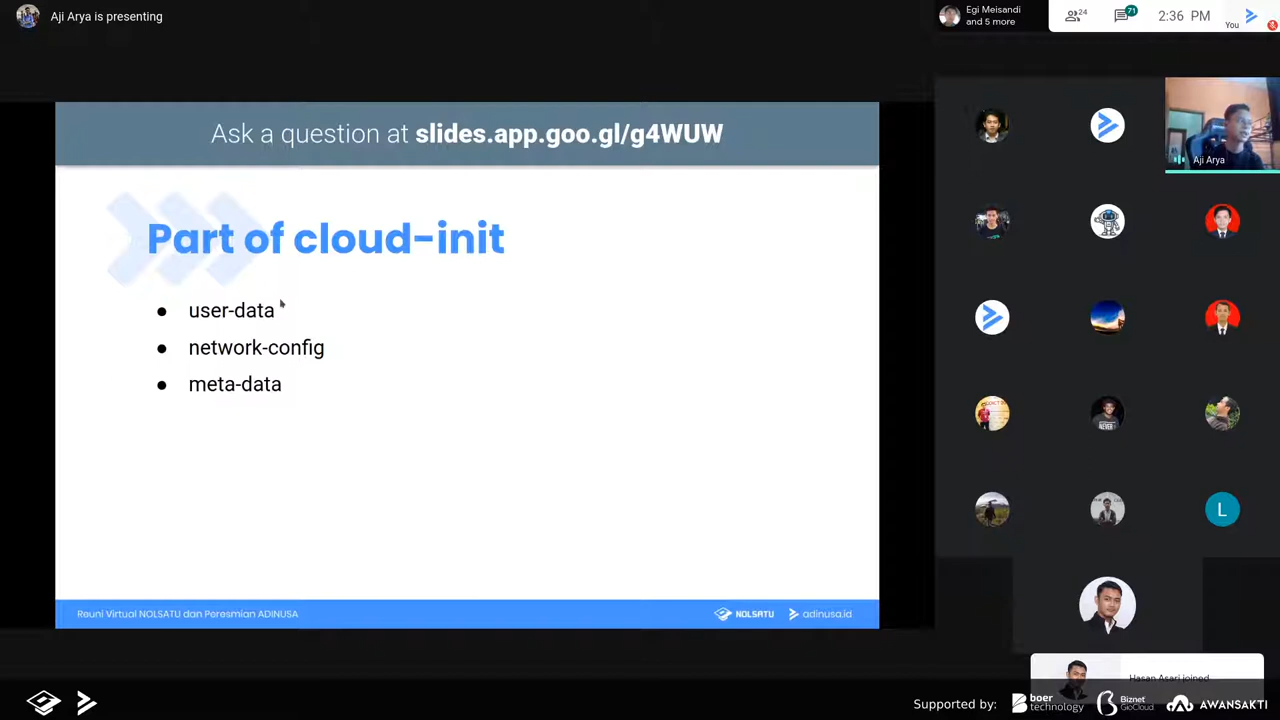 Aji Arya is presenting
Egi Meisandi
and 5 more
24
71
2:36 PM
You
Ask a question at slides.app.goo.gl/g4WUW
Aji Arya
Part of cloud-init
● user-data
● network-config
● meta-data
L
Reuni Virtual NOLSATU dan Peresmian ADINUSA
NOLSATU
adinusa.id
Hasan Asari joined
Supported by:
boer
technology
Biznet
GioCloud
AWANSAKTI